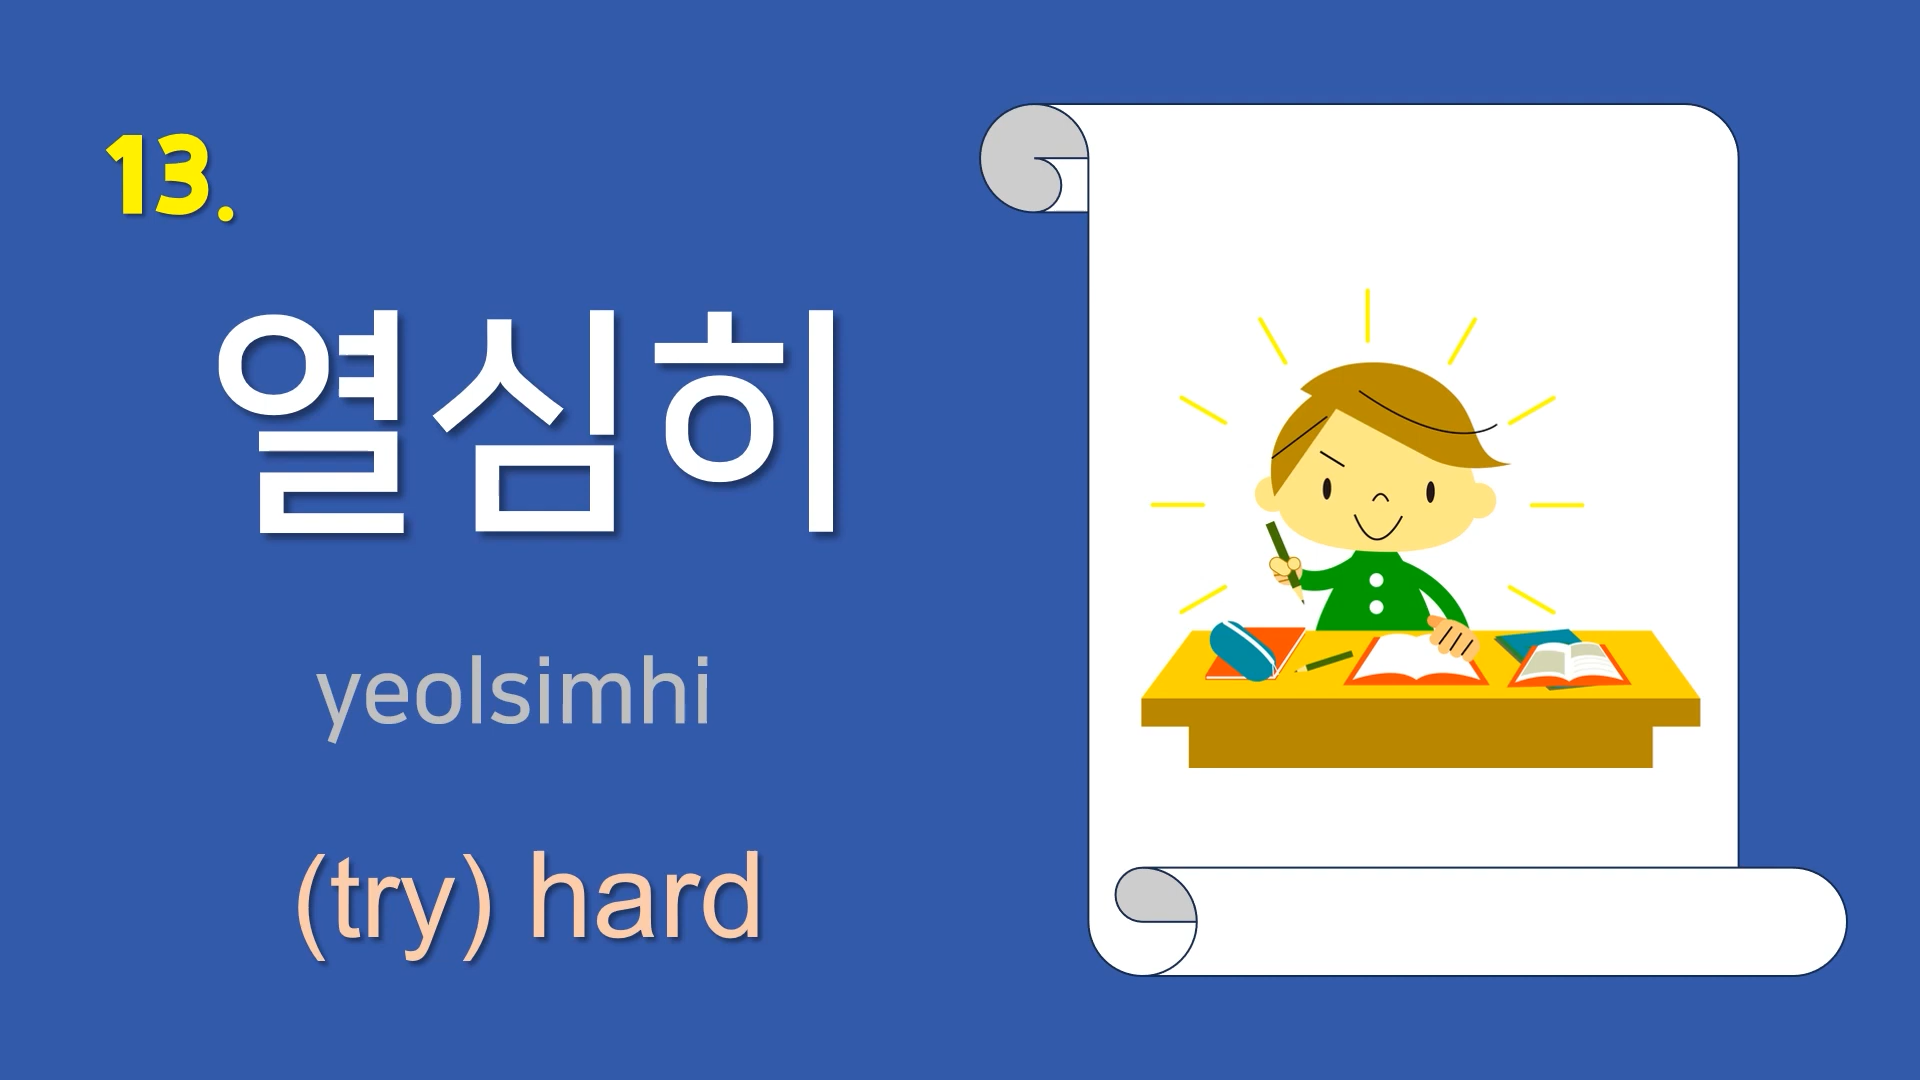 13.
열심히
yeolsimhi
(try) hard